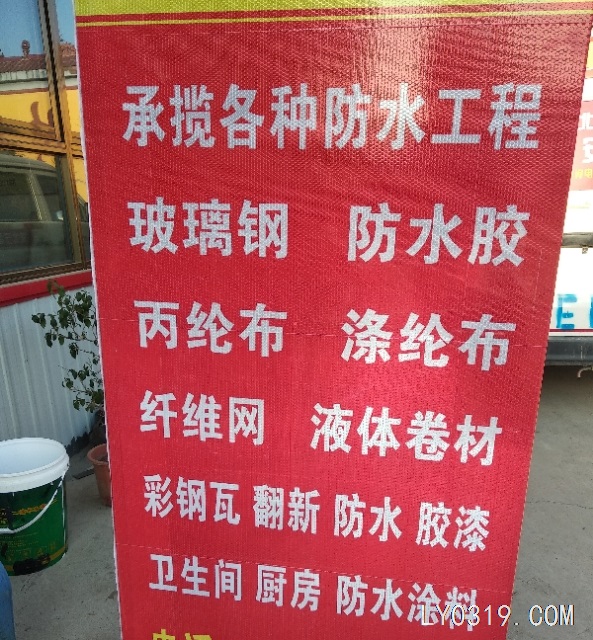 承揽各种防水工程
玻璃钢 防水胶
丙纶布 涤纶布
纤维网 液体卷材
彩钢瓦 翻新 防水 胶漆
卫生间 厨房 防水涂料
LY0319.COM